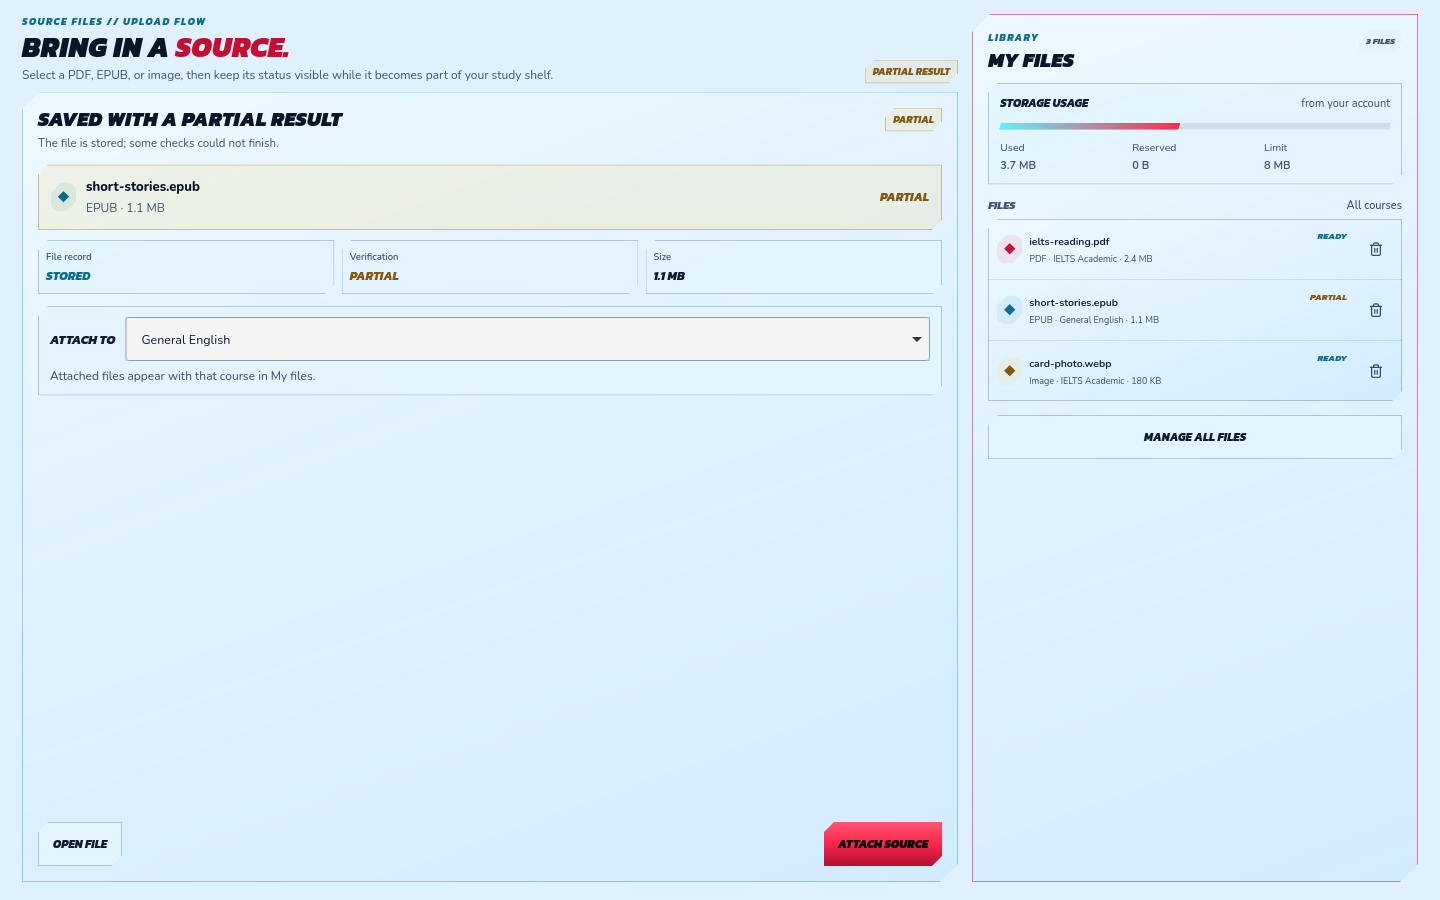 SOURCE FILES // UPLOAD FLOW
BRING IN A SOURCE.
Select a PDF, EPUB, or image, then keep its status visible while it becomes part of your study shelf.
PARTIAL RESULT
SAVED WITH A PARTIAL RESULT
PARTIAL
The file is stored; some checks could not finish.
short-stories.epub
EPUB · 1.1 MB
PARTIAL
File record
STORED
Verification
PARTIAL
Size
1.1 MB
ATTACH TO
General English
Attached files appear with that course in My files.
OPEN FILE
ATTACH SOURCE
LIBRARY
3 FILES
MY FILES
STORAGE USAGE
from your account
Used
Reserved
Limit
3.7 MB
0 B
8 MB
FILES
All courses
ielts-reading.pdf
READY
PDF · IELTS Academic · 2.4 MB
short-stories.epub
PARTIAL
EPUB · General English · 1.1 MB
card-photo.webp
READY
Image · IELTS Academic · 180 KB
MANAGE ALL FILES